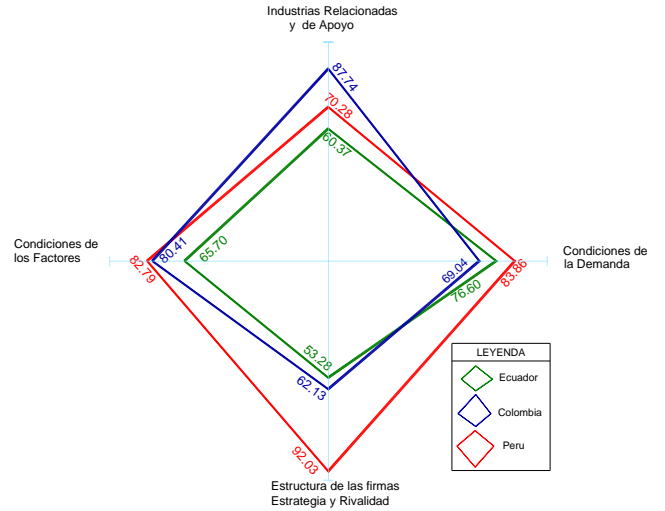 Industrias Relacionadas
y de Apoyo
87.74
70.28
60.37
Condiciones de
los Factores
82.79
80.41
65.70
69.04
76.60
83.86
Condiciones de
la Demanda
53.28
62.13
92.03
Estructura de las firmas
Estrategia y Rivalidad
LEYENDA
Ecuador
Colombia
Peru